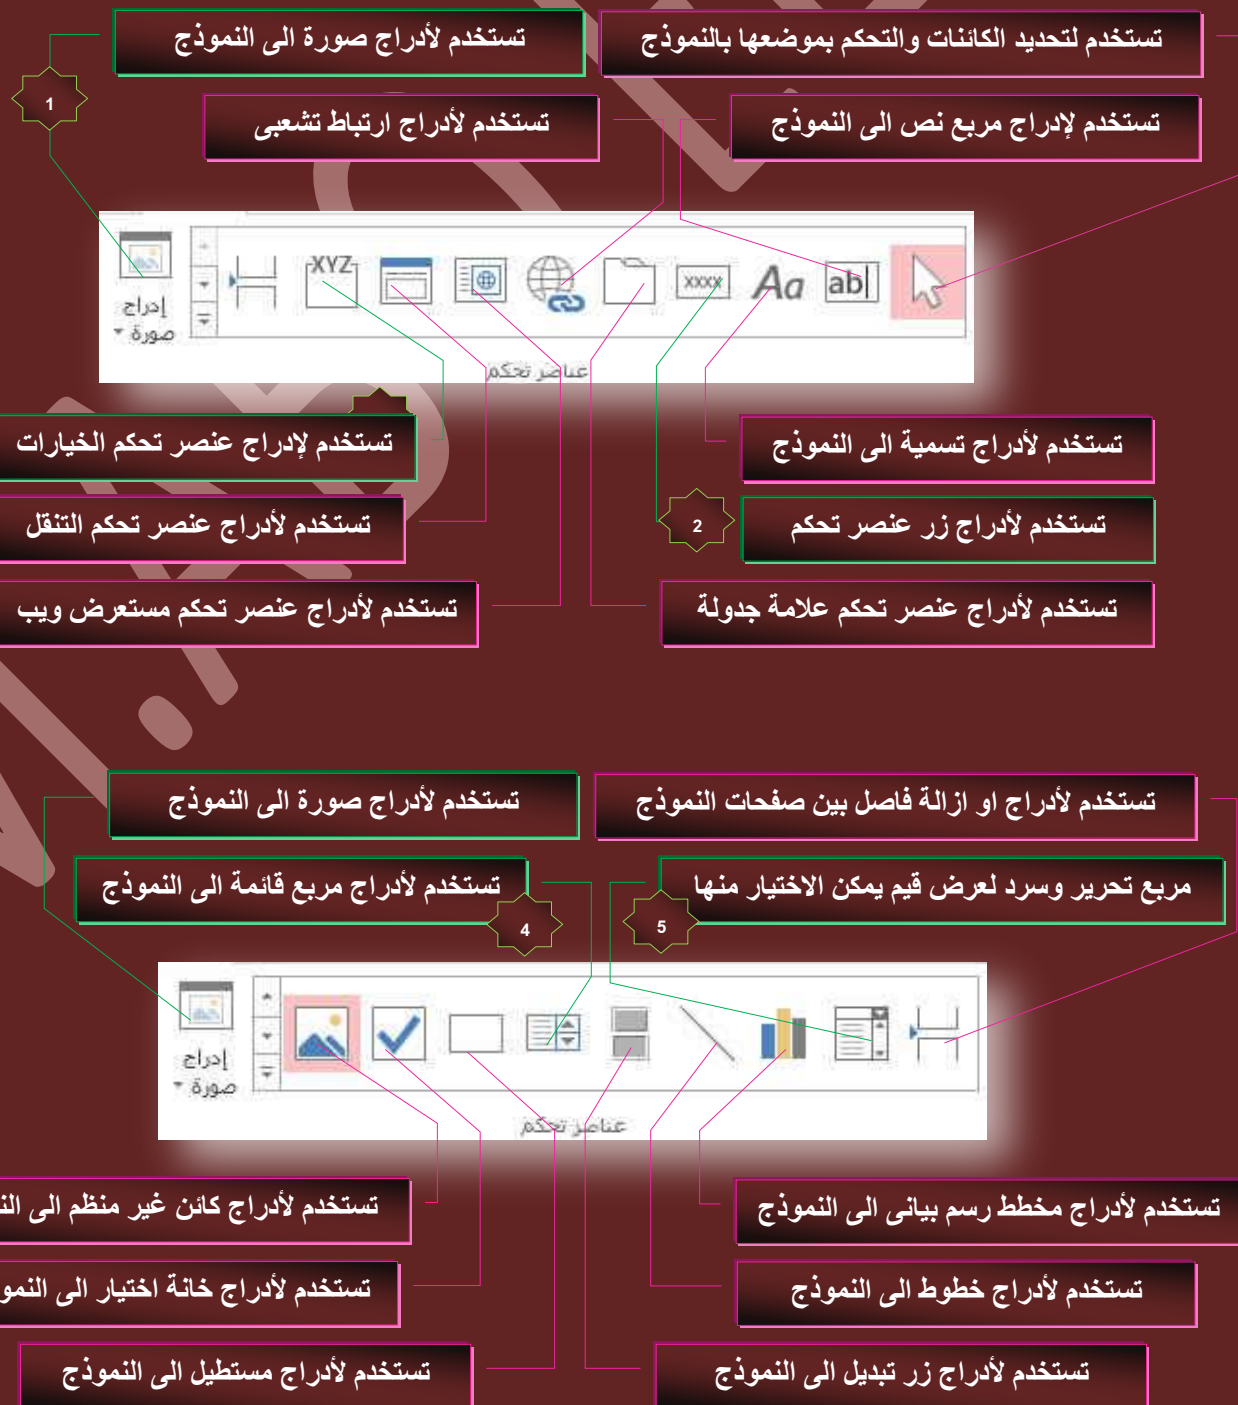 تستخدم لتحديد الكائنات والتحكم بموضعها بالنموذج
تستخدم لأدراج صورة الى النموذج
1
تستخدم لإدراج مربع نص الى النموذج
تستخدم لأدراج ارتباط تشعبى
ab
Aa
XXXX
XYZ
إدراج
صورة
عناصر تحكم
تستخدم لأدراج تسمية الى النموذج
تستخدم لإدراج عنصر تحكم الخيارات
تستخدم لأدراج زر عنصر تحكم
2
تستخدم لأدراج عنصر تحكم التنقل
تستخدم لأدراج عنصر تحكم علامة جدولة
تستخدم لأدراج عنصر تحكم مستعرض ويب
تستخدم لأدراج او ازالة فاصل بين صفحات النموذج
تستخدم لأدراج صورة الى النموذج
مربع تحرير وسرد لعرض قيم يمكن الاختيار منها
5
تستخدم لأدراج مربع قائمة الى النموذج
4
إدراج
صورة
عناصر تحكم
تستخدم لأدراج مخطط رسم بيانى الى النموذج
تستخدم لأدراج كائن غير منظم الى
تستخدم لأدراج خطوط الى النموذج
تستخدم لأدراج خانة اختيار الى
تستخدم لأدراج زر تبديل الى النموذج
تستخدم لأدراج مستطيل الى النموذج